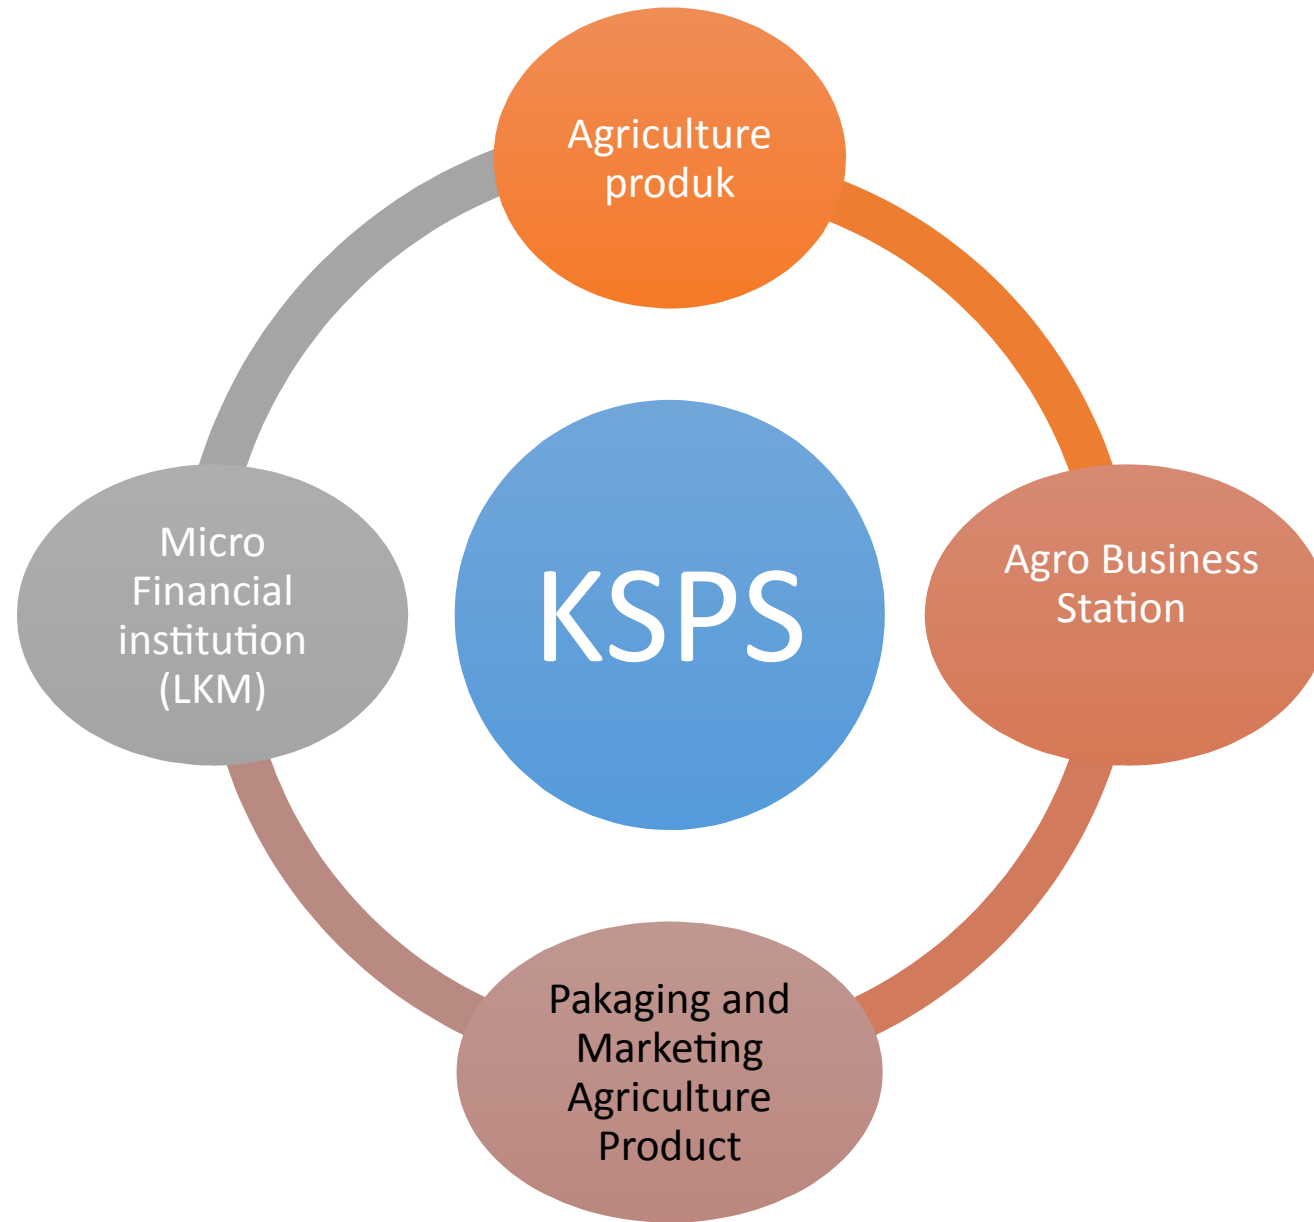 Agriculture
produk
KSPS
Micro
Financial
institution
(LKM)
Agro Business
Station
Pakaging and
Marketing
Agriculture
Product